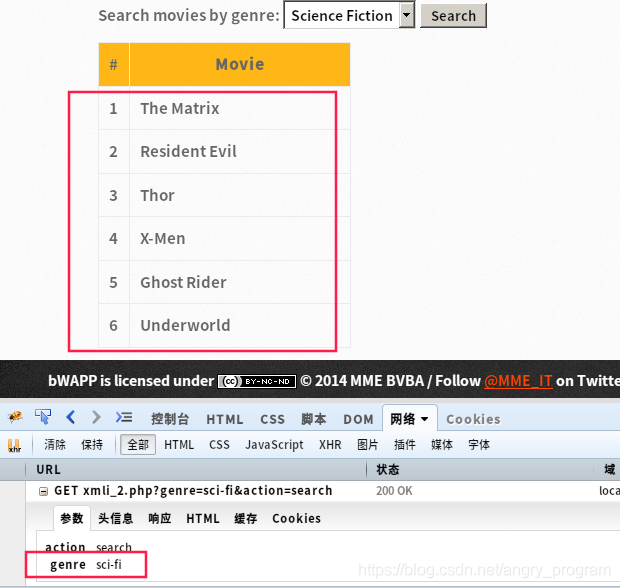 Search movies by genre: Science Fiction Search
# Movie
1 The Matrix
2 Resident Evil
3 Thor
4 X-Men
5 Ghost Rider
6 Underworld
bWAPP is licensed under (cc) BY-NC-ND © 2014 MME BVBA / Follow @MME_IT on Twitte
控制台 HTML CSS 脚本 DOM 网络 Cookies
xhr 清除 保持 全部 HTML CSS JavaScript XHR 图片 插件 媒体 字体
URL 状态 域
GET xmli_2.php?genre=sci-fi&action=search 200 OK loca
参数 头信息 响应 HTML 缓存 Cookies
action search
genre sci-fi
https://blog.csdn.net/angry_program